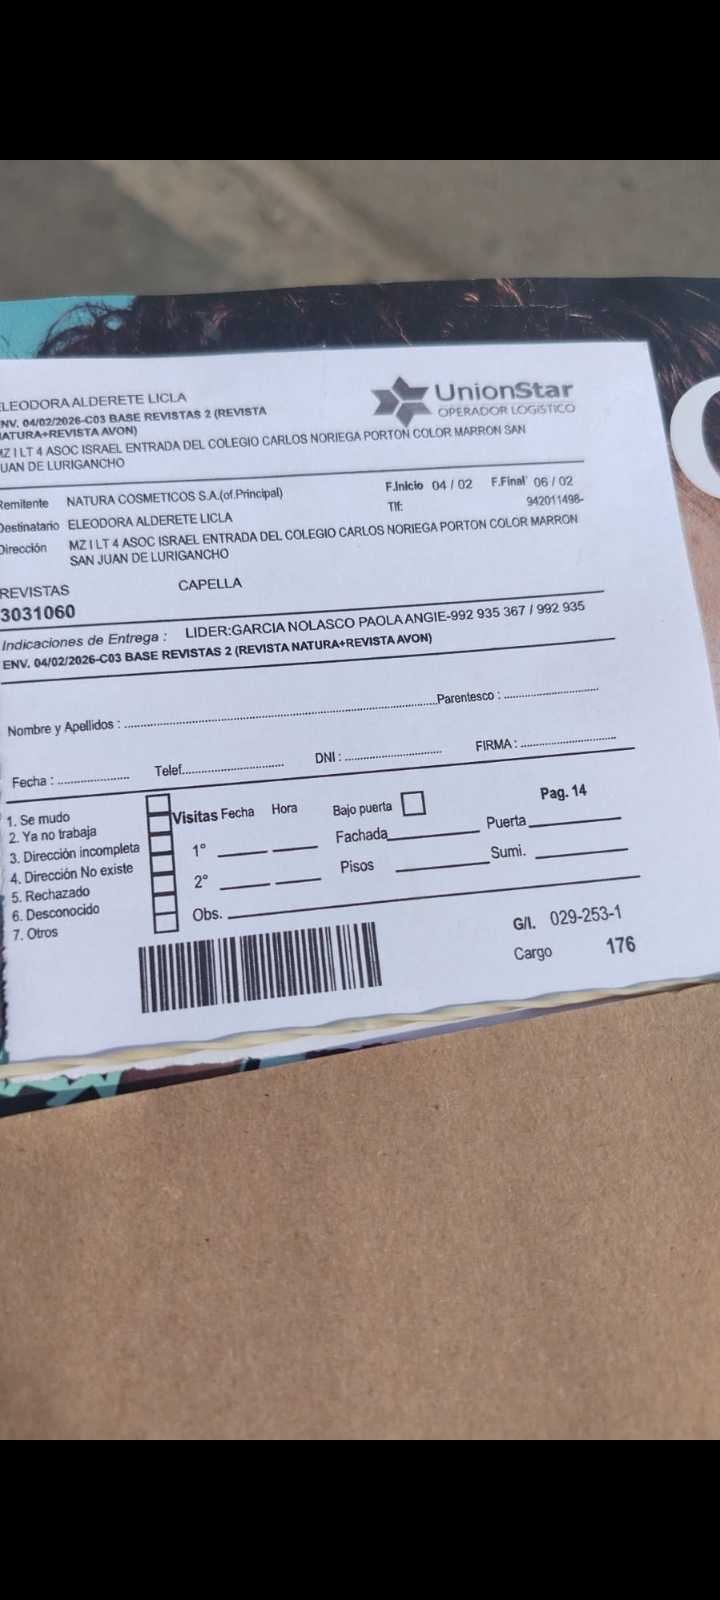 ELEODORA ALDERETE LICLA
ENV. 04/02/2026-C03 BASE REVISTAS 2 (REVISTA
NATURA+REVISTA AVON)
MZ I LT 4 ASOC ISRAEL ENTRADA DEL COLEGIO CARLOS NORIEGA PORTON COLOR MARRON SAN
JUAN DE LURIGANCHO
UnionStar
OPERADOR LOGISTICO
Remitente NATURA COSMETICOS S.A.(of.Principal) F.Inicio 04 / 02 F.Final 06 / 02
Destinatario ELEODORA ALDERETE LICLA Tlf: 942011498-
Dirección MZ I LT 4 ASOC ISRAEL ENTRADA DEL COLEGIO CARLOS NORIEGA PORTON COLOR MARRON
SAN JUAN DE LURIGANCHO
REVISTAS CAPELLA
3031060
Indicaciones de Entrega : LIDER:GARCIA NOLASCO PAOLA ANGIE-992 935 367 / 992 935
ENV. 04/02/2026-C03 BASE REVISTAS 2 (REVISTA NATURA+REVISTA AVON)
Nombre y Apellidos : Parentesco :
Fecha : Telef. DNI : FIRMA :
1. Se mudo
2. Ya no trabaja
3. Dirección incompleta
4. Dirección No existe
5. Rechazado
6. Desconocido
7. Otros
Visitas Fecha Hora Bajo puerta Pag. 14
1° Fachada Puerta
2° Pisos Sumi.
Obs.
G/I. 029-253-1
Cargo 176